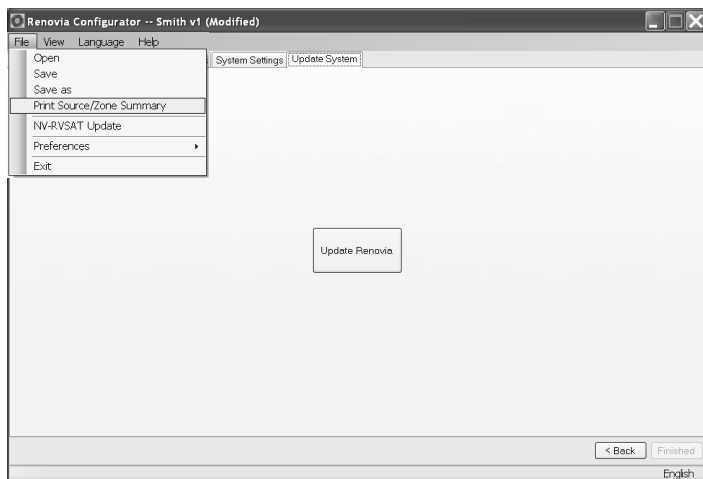 Renovia Configurator -- Smith v1 (Modified)
File View Language Help
System Settings Update System
Open
Save
Save as
Print Source/Zone Summary
NV-RVSAT Update
Preferences
Exit
Update Renovia
< Back Finished
English